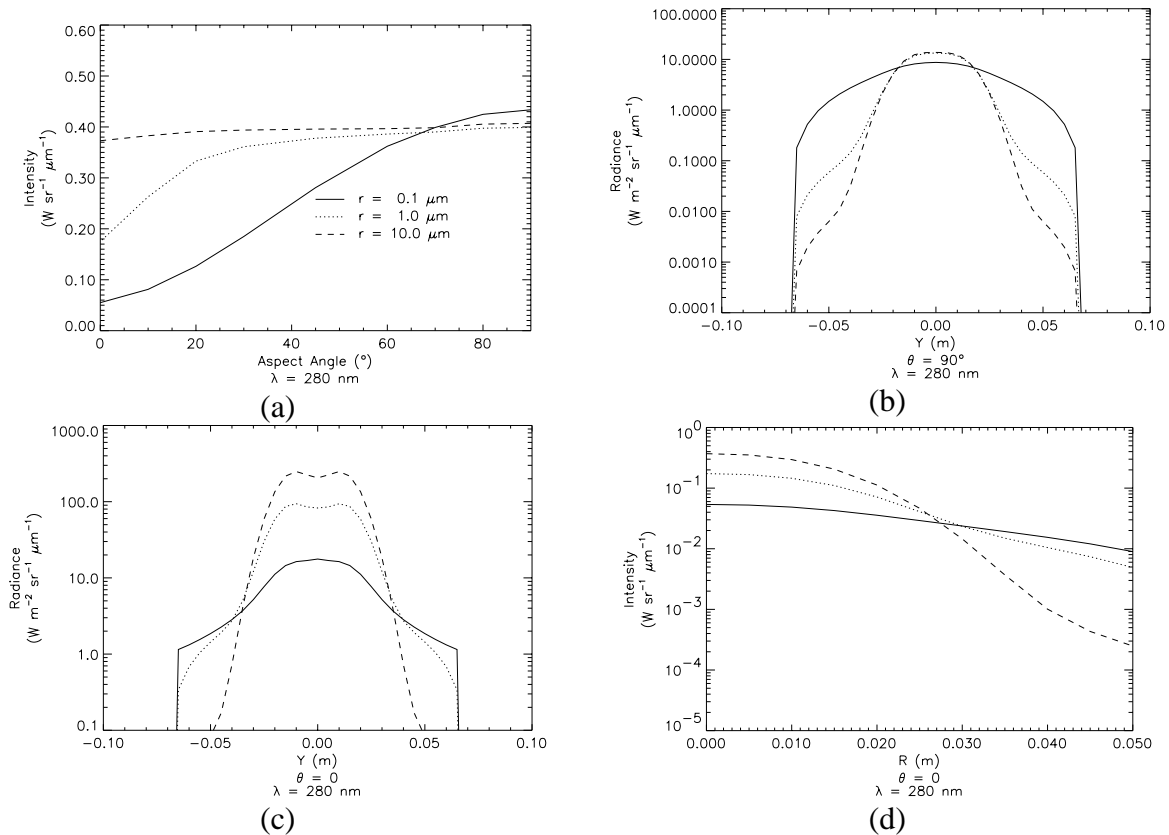 0.60
0.50
0.40
0.30
0.20
0.10
0.00
Intensity
(W sr⁻¹ μm⁻¹)
r = 0.1 μm
r = 1.0 μm
r = 10.0 μm
0 20 40 60 80
Aspect Angle (°)
λ = 280 nm
(a)
100.0000
10.0000
1.0000
0.1000
0.0100
0.0010
0.0001
Radiance
(W m⁻² sr⁻¹ μm⁻¹)
−0.10 −0.05 0.00 0.05 0.10
Y (m)
θ = 90°
λ = 280 nm
(b)
1000.0
100.0
10.0
1.0
0.1
Radiance
(W m⁻² sr⁻¹ μm⁻¹)
−0.10 −0.05 0.00 0.05 0.10
Y (m)
θ = 0
λ = 280 nm
(c)
10⁰
10⁻¹
10⁻²
10⁻³
10⁻⁴
10⁻⁵
Intensity
(W sr⁻¹ μm⁻¹)
0.000 0.010 0.020 0.030 0.040 0.050
R (m)
θ = 0
λ = 280 nm
(d)